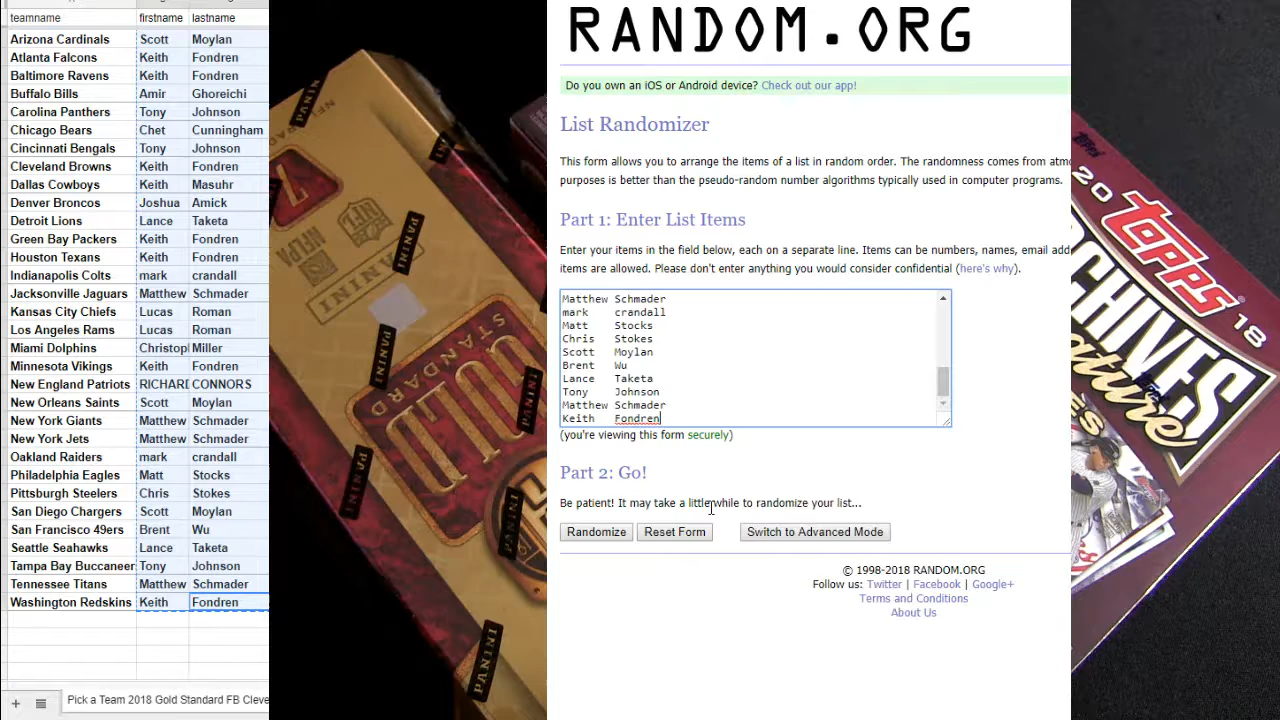 teamname firstname lastname
Arizona Cardinals Scott Moylan
Atlanta Falcons Keith Fondren
Baltimore Ravens Keith Fondren
Buffalo Bills Amir Ghoreichi
Carolina Panthers Tony Johnson
Chicago Bears Chet Cunningham
Cincinnati Bengals Tony Johnson
Cleveland Browns Keith Fondren
Dallas Cowboys Keith Masuhr
Denver Broncos Joshua Amick
Detroit Lions Lance Taketa
Green Bay Packers Keith Fondren
Houston Texans Keith Fondren
Indianapolis Colts mark crandall
Jacksonville Jaguars Matthew Schmader
Kansas City Chiefs Lucas Roman
Los Angeles Rams Lucas Roman
Miami Dolphins Christop Miller
Minnesota Vikings Keith Fondren
New England Patriots RICHARD CONNORS
New Orleans Saints Scott Moylan
New York Giants Matthew Schmader
New York Jets Matthew Schmader
Oakland Raiders mark crandall
Philadelphia Eagles Matt Stocks
Pittsburgh Steelers Chris Stokes
San Diego Chargers Scott Moylan
San Francisco 49ers Brent Wu
Seattle Seahawks Lance Taketa
Tampa Bay Buccaneer Tony Johnson
Tennessee Titans Matthew Schmader
Washington Redskins Keith Fondren
Pick a Team 2018 Gold Standard FB Cleve
PANINI
GOLD
STANDARD
NFL
NFLPA
7
RANDOM.ORG
Do you own an iOS or Android device? Check out our app!
List Randomizer
This form allows you to arrange the items of a list in random order. The randomness comes from atmo
purposes is better than the pseudo-random number algorithms typically used in computer programs.
Part 1: Enter List Items
Enter your items in the field below, each on a separate line. Items can be numbers, names, email add
items are allowed. Please don't enter anything you would consider confidential (here's why).
Matthew Schmader
mark crandall
Matt Stocks
Chris Stokes
Scott Moylan
Brent Wu
Lance Taketa
Tony Johnson
Matthew Schmader
Keith Fondren
(you're viewing this form securely)
Part 2: Go!
Be patient! It may take a little while to randomize your list...
Randomize Reset Form Switch to Advanced Mode
© 1998-2018 RANDOM.ORG
Follow us: Twitter | Facebook | Google+
Terms and Conditions
About Us
topps
2018
topps